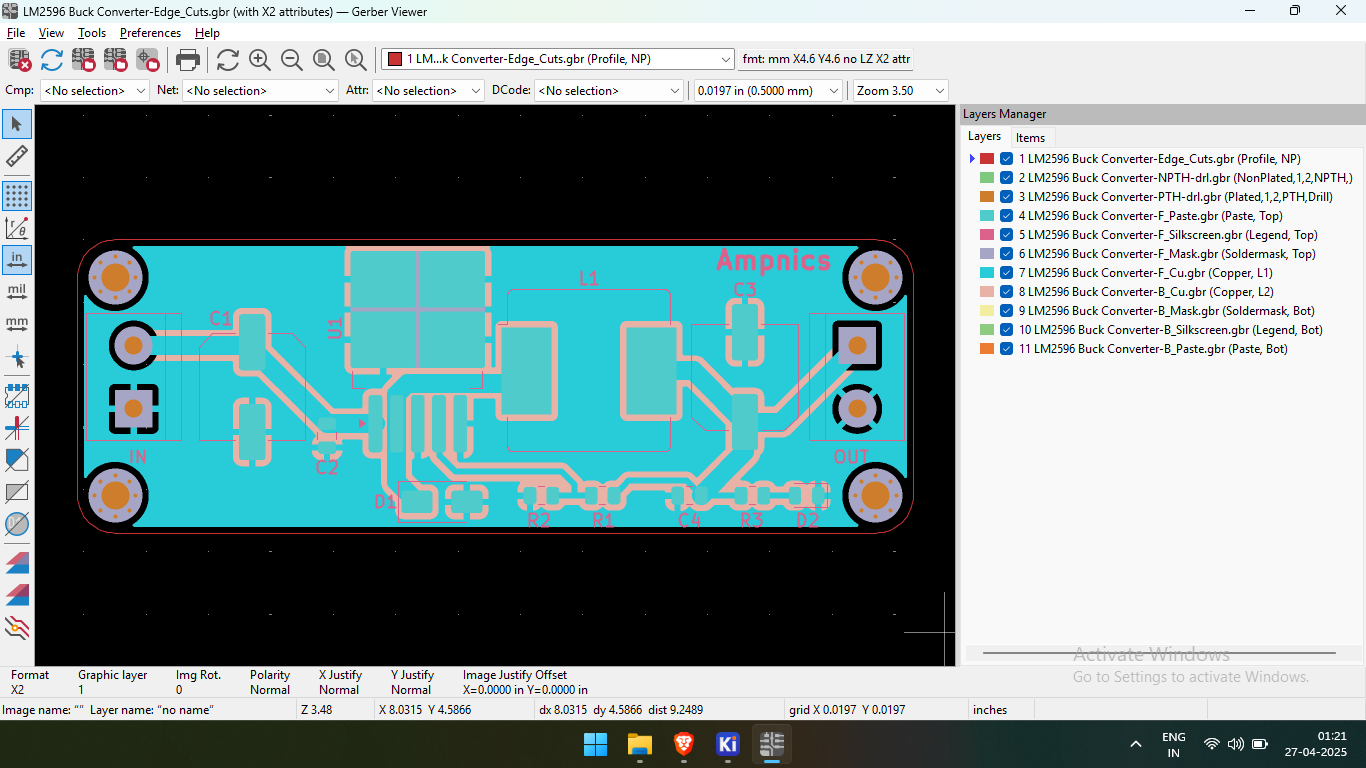 LM2596 Buck Converter-Edge_Cuts.gbr (with X2 attributes) — Gerber Viewer
File View Tools Preferences Help
1 LM...k Converter-Edge_Cuts.gbr (Profile, NP) fmt: mm X4.6 Y4.6 no LZ X2 attr
Cmp: <No selection> Net: <No selection> Attr: <No selection> DCode: <No selection> 0.0197 in (0.5000 mm) Zoom 3.50
in
mil
mm
Ampnics
L1
C3
C1
U1
IN
OUT
C2
D1
R2 R1 C4 R3 D2
Layers Manager
Layers Items
1 LM2596 Buck Converter-Edge_Cuts.gbr (Profile, NP)
2 LM2596 Buck Converter-NPTH-drl.gbr (NonPlated,1,2,NPTH,)
3 LM2596 Buck Converter-PTH-drl.gbr (Plated,1,2,PTH,Drill)
4 LM2596 Buck Converter-F_Paste.gbr (Paste, Top)
5 LM2596 Buck Converter-F_Silkscreen.gbr (Legend, Top)
6 LM2596 Buck Converter-F_Mask.gbr (Soldermask, Top)
7 LM2596 Buck Converter-F_Cu.gbr (Copper, L1)
8 LM2596 Buck Converter-B_Cu.gbr (Copper, L2)
9 LM2596 Buck Converter-B_Mask.gbr (Soldermask, Bot)
10 LM2596 Buck Converter-B_Silkscreen.gbr (Legend, Bot)
11 LM2596 Buck Converter-B_Paste.gbr (Paste, Bot)
Activate Windows
Go to Settings to activate Windows.
Format Graphic layer Img Rot. Polarity X Justify Y Justify Image Justify Offset
X2 1 0 Normal Normal Normal X=0.0000 in Y=0.0000 in
Image name: “” Layer name: “no name” Z 3.48 X 8.0315 Y 4.5866 dx 8.0315 dy 4.5866 dist 9.2489 grid X 0.0197 Y 0.0197 inches
Ki
ENG
IN
01:21
27-04-2025